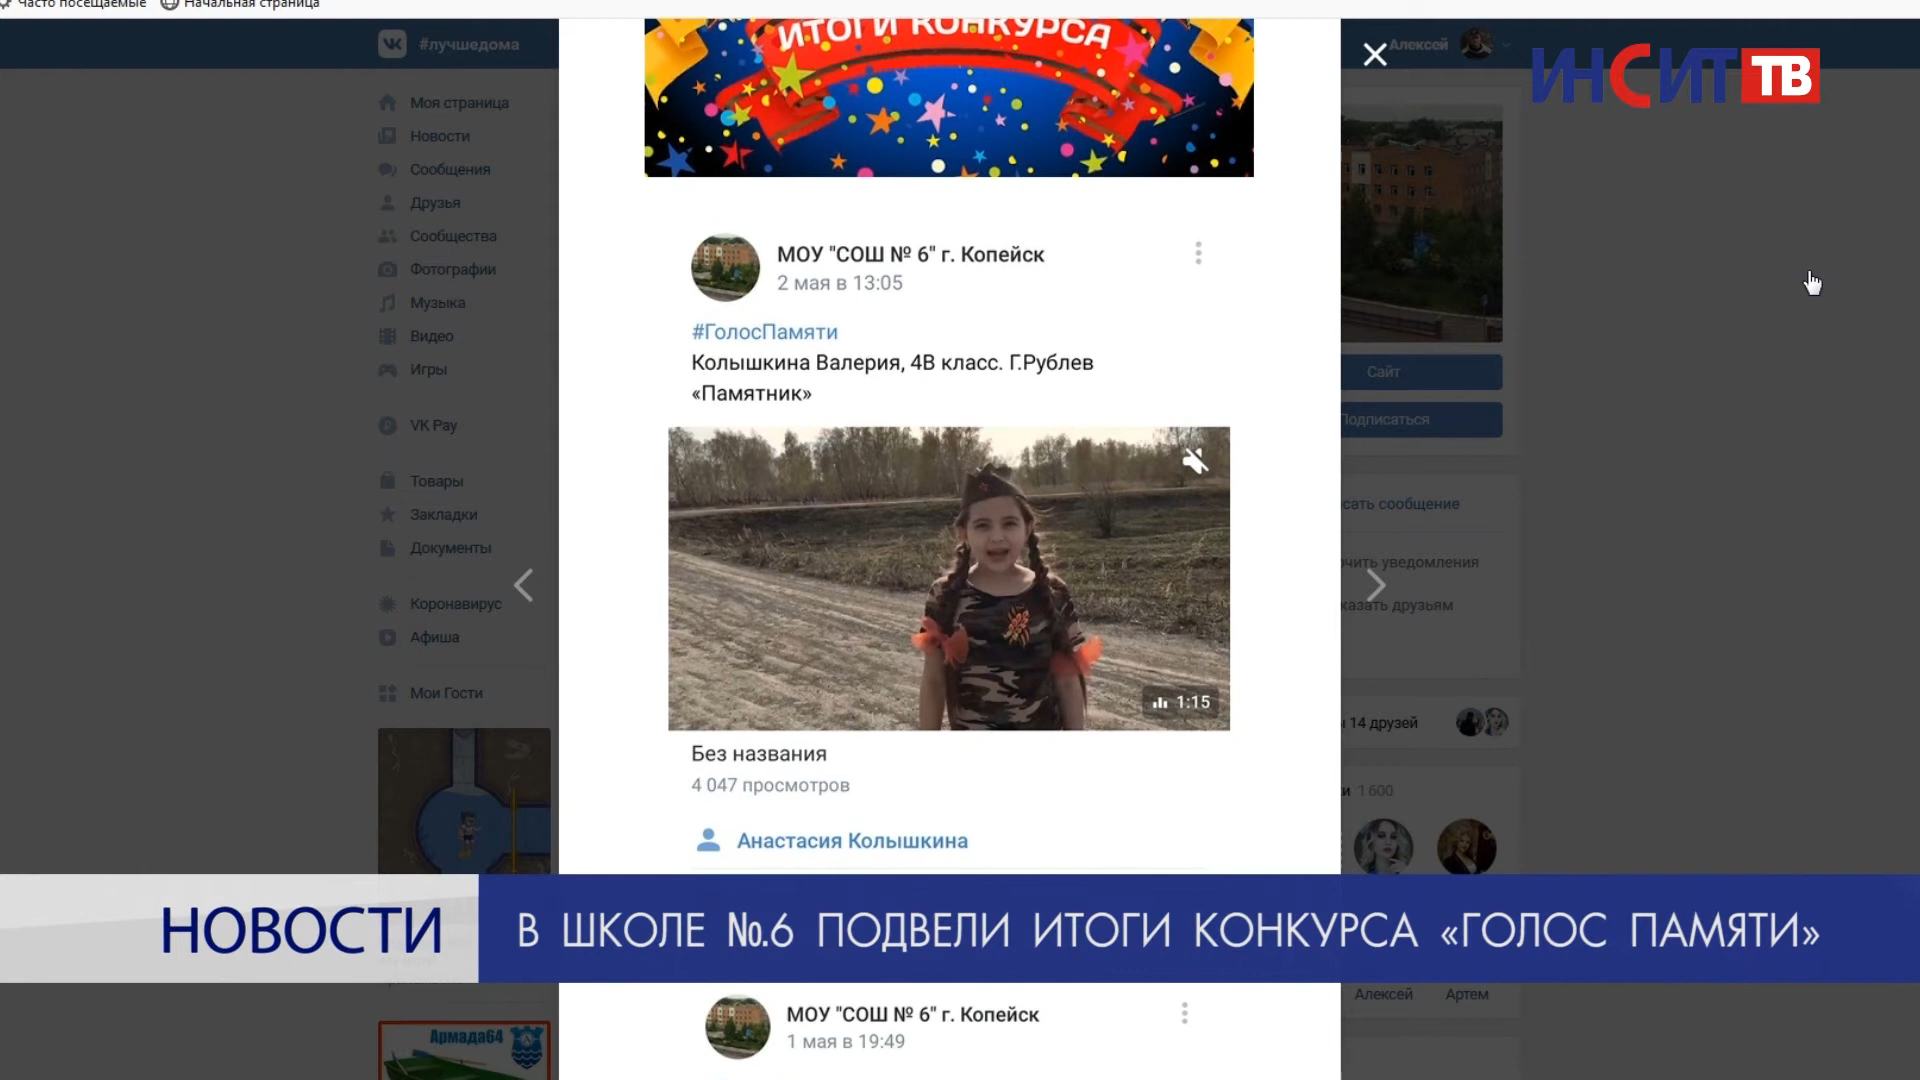 Часто посещаемые
Начальная страница
#лучшедома
Алексей
ИНСИТ ТВ
Моя страница
Новости
Сообщения
Друзья
Сообщества
Фотографии
Музыка
Видео
Игры
VK Pay
Товары
Закладки
Документы
Коронавирус
Афиша
Мои Гости
Армада64
ИТОГИ КОНКУРСА
МОУ "СОШ № 6" г. Копейск
2 мая в 13:05
#ГолосПамяти
Колышкина Валерия, 4В класс. Г.Рублев
«Памятник»
1:15
Без названия
4 047 просмотров
Анастасия Колышкина
Сайт
Подписаться
сать сообщение
чить уведомления
казать друзьям
14 друзей
и 1 600
НОВОСТИ
В ШКОЛЕ №.6 ПОДВЕЛИ ИТОГИ КОНКУРСА «ГОЛОС ПАМЯТИ»
Алексей
Артем
МОУ "СОШ № 6" г. Копейск
1 мая в 19:49